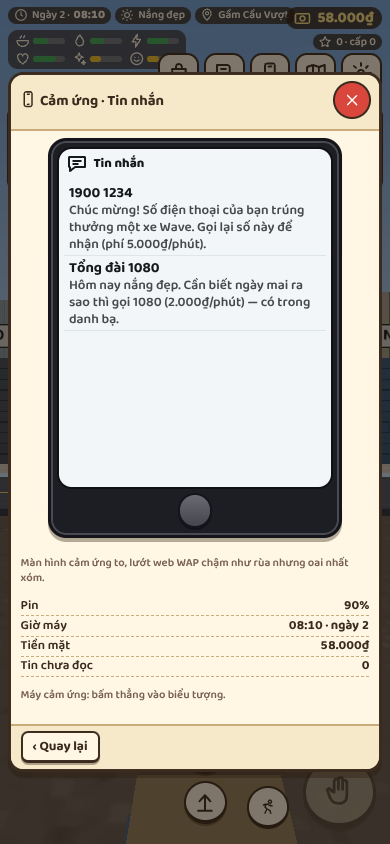 Ngày 2 · 08:10
Nắng đẹp
Gầm Cầu Vượt
58.000₫
0 · cấp 0
Cảm ứng · Tin nhắn
Tin nhắn
1900 1234
Chúc mừng! Số điện thoại của bạn trúng
thưởng một xe Wave. Gọi lại số này để
nhận (phí 5.000₫/phút).
Tổng đài 1080
Hôm nay nắng đẹp. Cần biết ngày mai ra
sao thì gọi 1080 (2.000₫/phút) — có trong
danh bạ.
Màn hình cảm ứng to, lướt web WAP chậm như rùa nhưng oai nhất
xóm.
Pin 90%
Giờ máy 08:10 · ngày 2
Tiền mặt 58.000₫
Tin chưa đọc 0
Máy cảm ứng: bấm thẳng vào biểu tượng.
‹ Quay lại